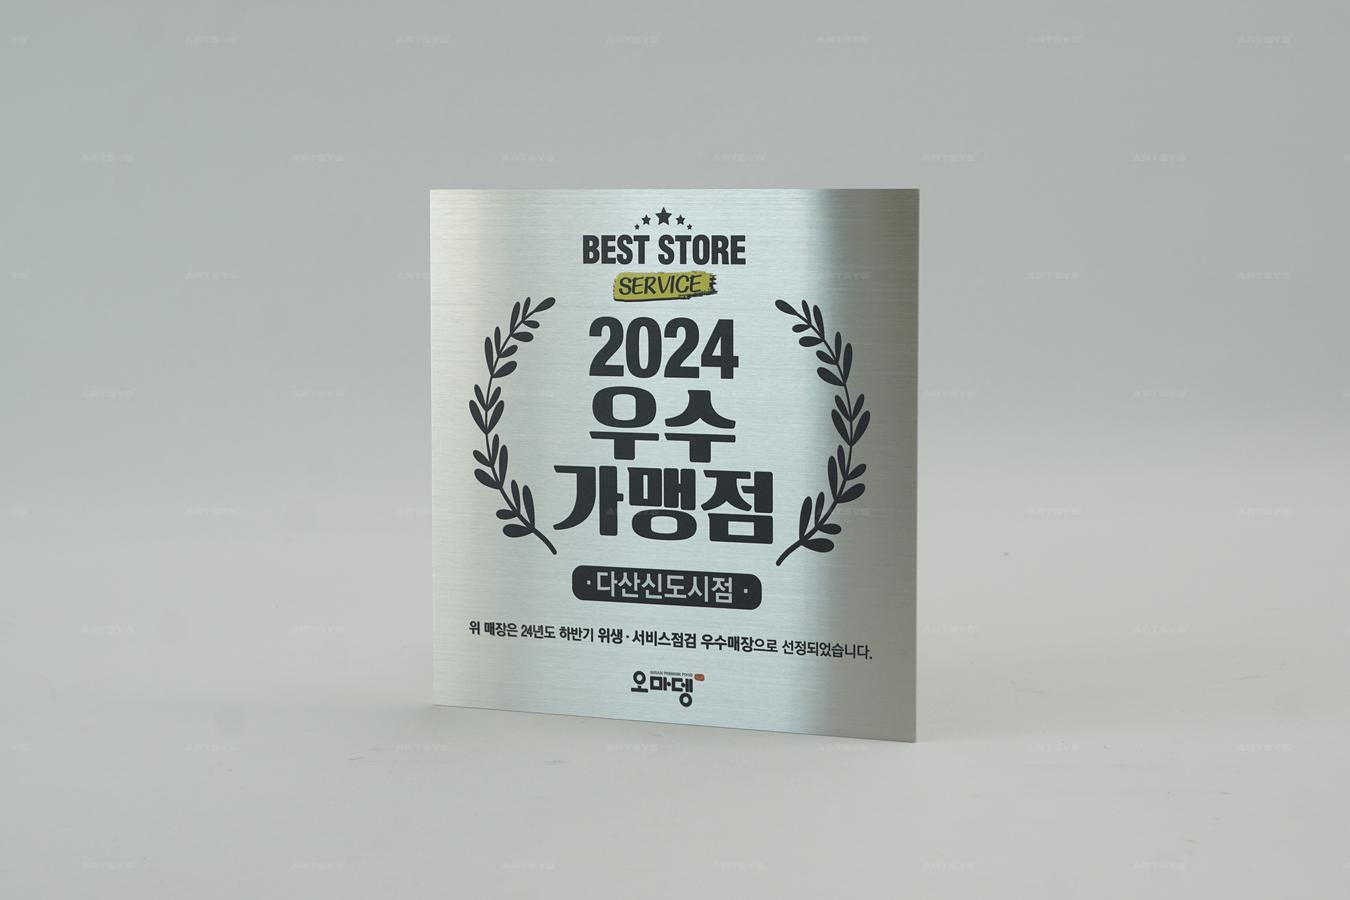 BEST STORE
SERVICE
2024
우수
가맹점
·다산신도시점·
위 매장은 24년도 하반기 위생·서비스점검 우수매장으로 선정되었습니다.
오마뎅
ARTSYS